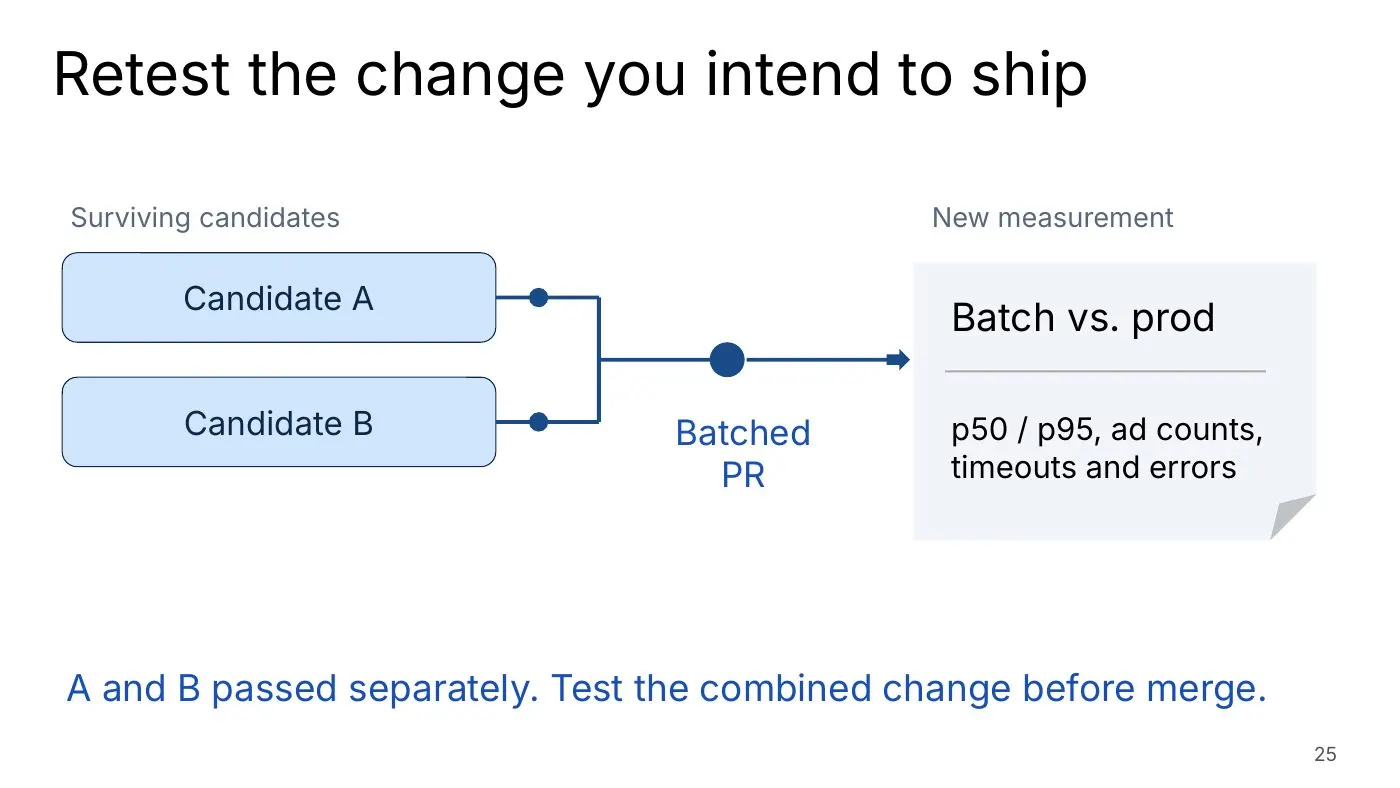 Retest the change you intend to ship
Surviving candidates
New measurement
Candidate A
Candidate B
Batched
PR
Batch vs. prod
p50 / p95, ad counts,
timeouts and errors
A and B passed separately. Test the combined change before merge.
25